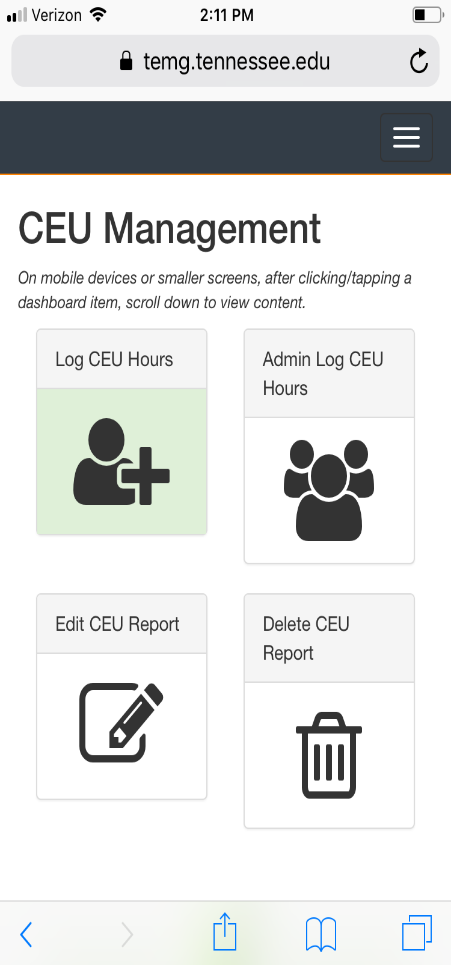 Verizon 2:11 PM
temg.tennessee.edu
CEU Management
On mobile devices or smaller screens, after clicking/tapping a
dashboard item, scroll down to view content.
Log CEU Hours
Admin Log CEU
Hours
Edit CEU Report
Delete CEU
Report